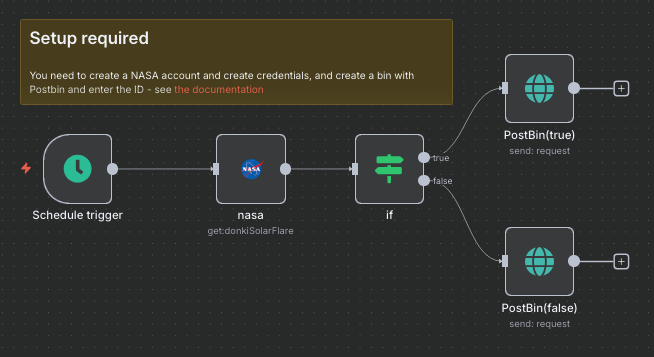 Setup required
You need to create a NASA account and create credentials, and create a bin with
Postbin and enter the ID - see the documentation
PostBin(true)
send: request
true
false
NASA
Schedule trigger
nasa
if
get:donkiSolarFlare
PostBin(false)
send: request